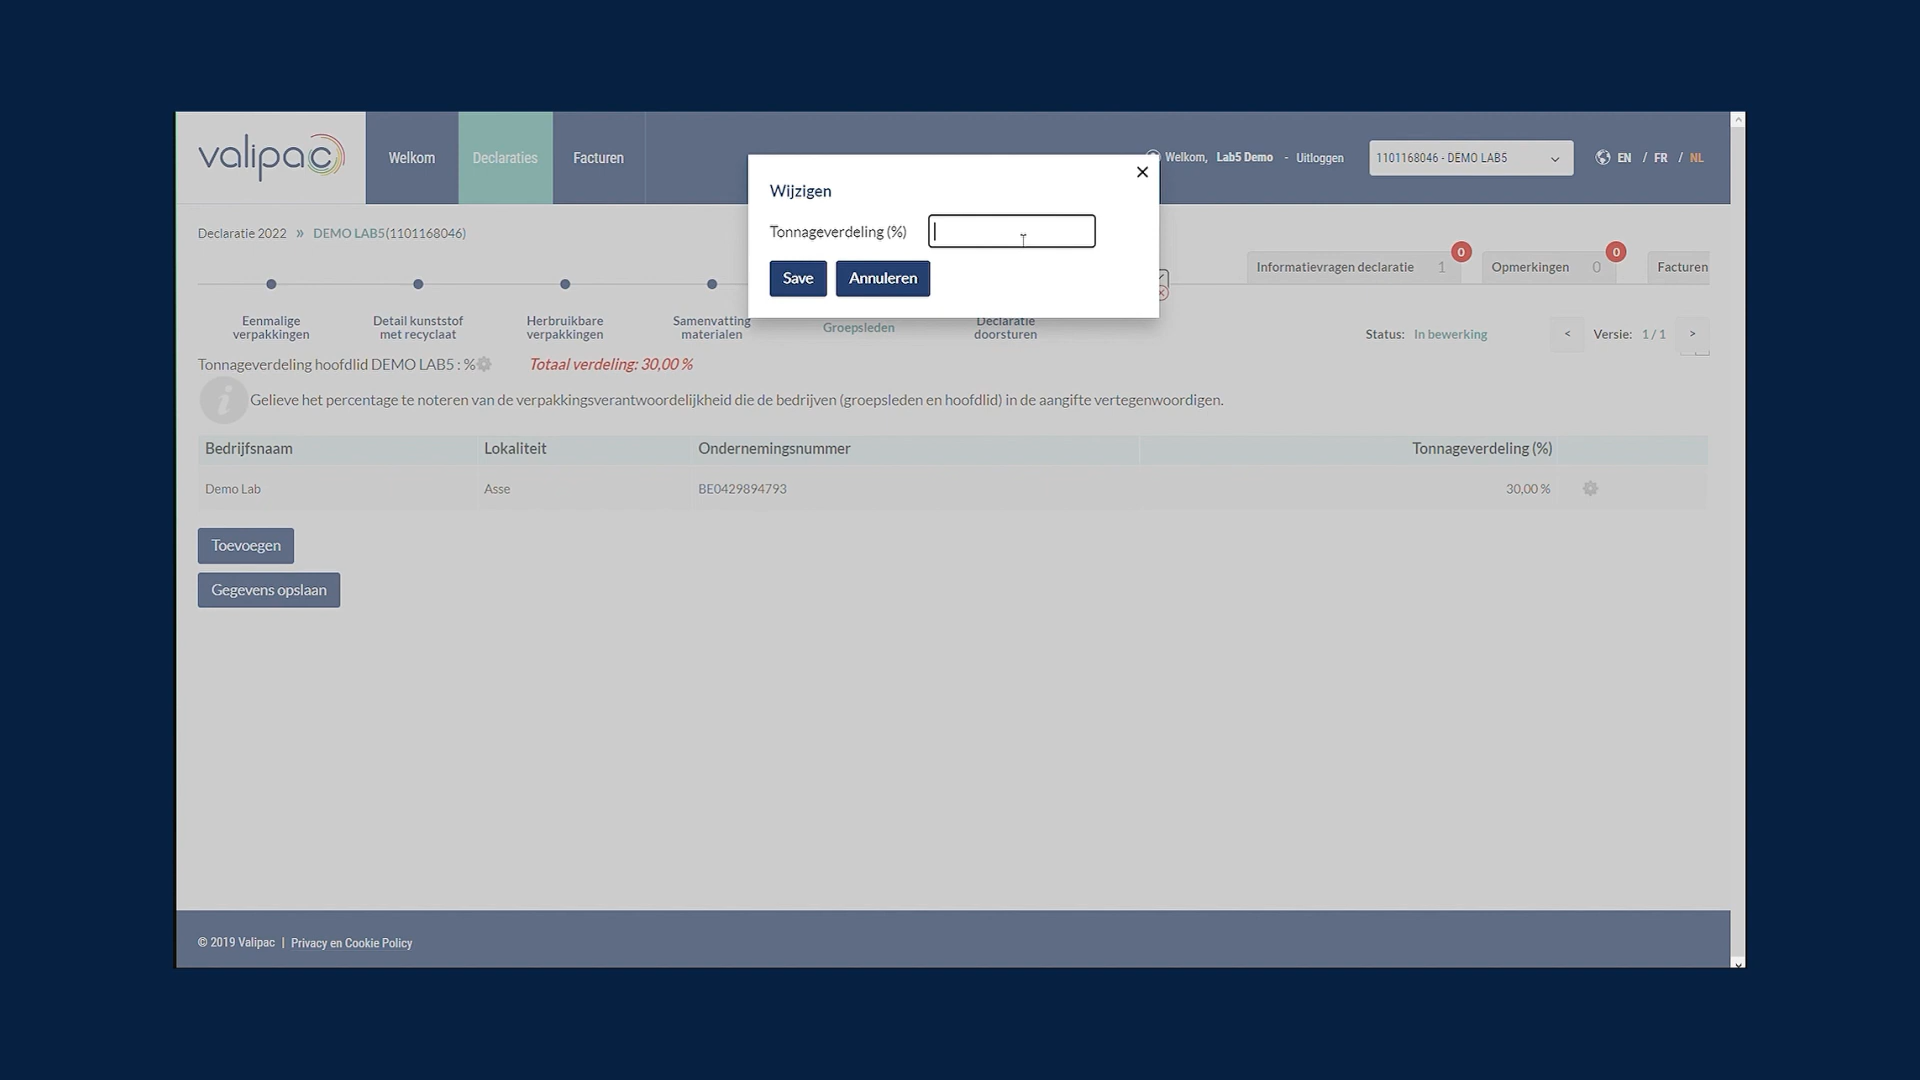 valipac
Welkom
Declaraties
Facturen
Welkom, Lab5 Demo - Uitloggen
1101168046 - DEMO LAB5
EN / FR / NL
Wijzigen
Tonnageverdeling (%)
Save
Annuleren
Declaratie 2022 » DEMO LAB5(1101168046)
Informatievragen declaratie 1 0
Opmerkingen 0 0
Facturen
Eenmalige
verpakkingen
Detail kunststof
met recyclaat
Herbruikbare
verpakkingen
Samenvatting
materialen
Groepsleden
Declaratie
doorsturen
Status: In bewerking
< Versie: 1 / 1 >
Tonnageverdeling hoofdlid DEMO LAB5 : %
Totaal verdeling: 30,00 %
Gelieve het percentage te noteren van de verpakkingsverantwoordelijkheid die de bedrijven (groepsleden en hoofdlid) in de aangifte vertegenwoordigen.
Bedrijfsnaam Lokaliteit Ondernemingsnummer Tonnageverdeling (%)
Demo Lab Asse BE0429894793 30,00 %
Toevoegen
Gegevens opslaan
© 2019 Valipac | Privacy en Cookie Policy